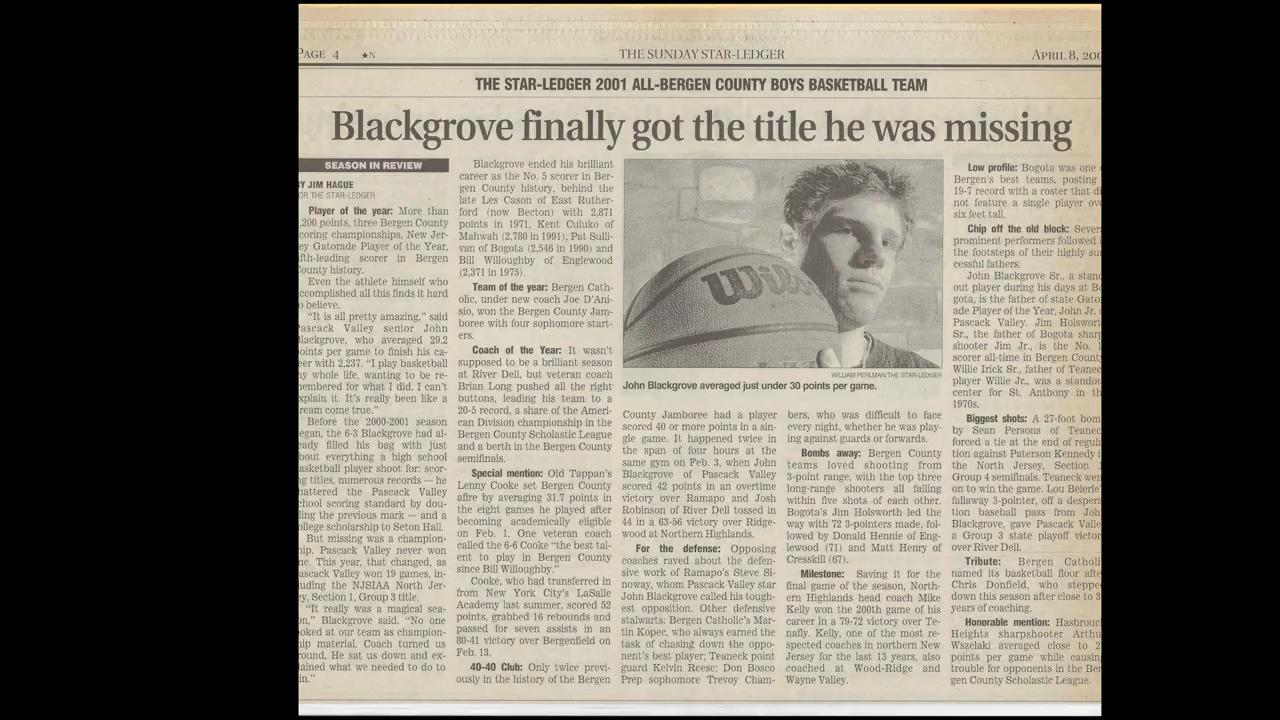 PAGE 4
★N
THE SUNDAY STAR-LEDGER
APRIL 8, 200
THE STAR-LEDGER 2001 ALL-BERGEN COUNTY BOYS BASKETBALL TEAM
Blackgrove finally got the title he was missing
SEASON IN REVIEW
BY JIM HAGUE
OR THE STAR-LEDGER
Player of the year: More than
,200 points, three Bergen County
coring championships, New Jer-
ey Gatorade Player of the Year,
ifth-leading scorer in Bergen
County history.
Even the athlete himself who
accomplished all this finds it hard
o believe.
"It is all pretty amazing," said
Pascack Valley senior John
Blackgrove, who averaged 29.2
points per game to finish his ca-
eer with 2,237. "I play basketball
my whole life, wanting to be re-
membered for what I did. I can't
xplain it. It's really been like a
ream come true."
Before the 2000-2001 season
egan, the 6-3 Blackgrove had al-
eady filled his bag with just
bout everything a high school
asketball player shoot for: scor-
ng titles, numerous records — he
hattered the Pascack Valley
chool scoring standard by dou-
ling the previous mark — and a
ollege scholarship to Seton Hall.
But missing was a champion-
hip. Pascack Valley never won
ne. This year, that changed, as
ascack Valley won 19 games, in-
luding the NJSIAA North Jer-
ey, Section 1, Group 3 title.
"It really was a magical sea-
on," Blackgrove said. "No one
ooked at our team as champion-
hip material. Coach turned us
round. He sat us down and ex-
lained what we needed to do to
in."
Blackgrove ended his brilliant
career as the No. 5 scorer in Ber-
gen County history, behind the
late Les Cason of East Ruther-
ford (now Becton) with 2,871
points in 1971, Kent Culuko of
Mahwah (2,780 in 1991), Pat Sulli-
van of Bogota (2,546 in 1990) and
Bill Willoughby of Englewood
(2,371 in 1975).
Team of the year: Bergen Cath-
olic, under new coach Joe D'Ani-
sio, won the Bergen County Jam-
boree with four sophomore start-
ers.
Coach of the Year: It wasn't
supposed to be a brilliant season
at River Dell, but veteran coach
Brian Long pushed all the right
buttons, leading his team to a
20-5 record, a share of the Ameri-
can Division championship in the
Bergen County Scholastic League
and a berth in the Bergen County
semifinals.
Special mention: Old Tappan's
Lenny Cooke set Bergen County
afire by averaging 31.7 points in
the eight games he played after
becoming academically eligible
on Feb. 1. One veteran coach
called the 6-6 Cooke "the best tal-
ent to play in Bergen County
since Bill Willoughby."
Cooke, who had transferred in
from New York City's LaSalle
Academy last summer, scored 52
points, grabbed 16 rebounds and
passed for seven assists in an
80-41 victory over Bergenfield on
Feb. 13.
40-40 Club: Only twice previ-
ously in the history of the Bergen
Wils
WILLIAM PERLMAN/THE STAR-LEDGER
John Blackgrove averaged just under 30 points per game.
County Jamboree had a player
scored 40 or more points in a sin-
gle game. It happened twice in
the span of four hours at the
same gym on Feb. 3, when John
Blackgrove of Pascack Valley
scored 42 points in an overtime
victory over Ramapo and Josh
Robinson of River Dell tossed in
44 in a 63-56 victory over Ridge-
wood at Northern Highlands.
For the defense: Opposing
coaches raved about the defen-
sive work of Ramapo's Steve Si-
noway, whom Pascack Valley star
John Blackgrove called his tough-
est opposition. Other defensive
stalwarts: Bergen Catholic's Mar-
tin Kopec, who always earned the
task of chasing down the oppo-
nent's best player; Teaneck point
guard Kelvin Reese; Don Bosco
Prep sophomore Trevor Cham-
bers, who was difficult to face
every night, whether he was play-
ing against guards or forwards.
Bombs away: Bergen County
teams loved shooting from
3-point range, with the top three
long-range shooters all falling
within five shots of each other.
Bogota's Jim Holsworth led the
way with 72 3-pointers made, fol-
lowed by Donald Hennie of Eng-
lewood (71) and Matt Henry of
Cresskill (67).
Milestone: Saving it for the
final game of the season, North-
ern Highlands head coach Mike
Kelly won the 200th game of his
career in a 79-72 victory over Te-
nafly. Kelly, one of the most re-
spected coaches in northern New
Jersey for the last 13 years, also
coached at Wood-Ridge and
Wayne Valley.
Low profile: Bogota was one
Bergen's best teams, posting
19-7 record with a roster that di
not feature a single player ove
six feet tall.
Chip off the old block: Severa
prominent performers followed i
the footsteps of their highly suc
cessful fathers.
John Blackgrove Sr., a stand
out player during his days at Bo
gota, is the father of state Gator
ade Player of the Year, John Jr. o
Pascack Valley. Jim Holswort
Sr., the father of Bogota sharp
shooter Jim Jr., is the No. 1
scorer all-time in Bergen County
Willie Irick Sr., father of Teanec
player Willie Jr., was a standou
center for St. Anthony in th
1970s.
Biggest shots: A 27-foot bom
by Sean Persons of Teanec
forced a tie at the end of regula
tion against Paterson Kennedy i
the North Jersey, Section
Group 4 semifinals. Teaneck wen
on to win the game. Lou Beierle'
fallaway 3-pointer, off a despera
tion baseball pass from John
Blackgrove, gave Pascack Valle
a Group 3 state playoff victor
over River Dell.
Tribute: Bergen Catholi
named its basketball floor afte
Chris Donfield, who steppe
down this season after close to 3
years of coaching.
Honorable mention: Hasbrouc
Heights sharpshooter Arthu
Wszelaki averaged close to 2
points per game while causing
trouble for opponents in the Ber
gen County Scholastic League.